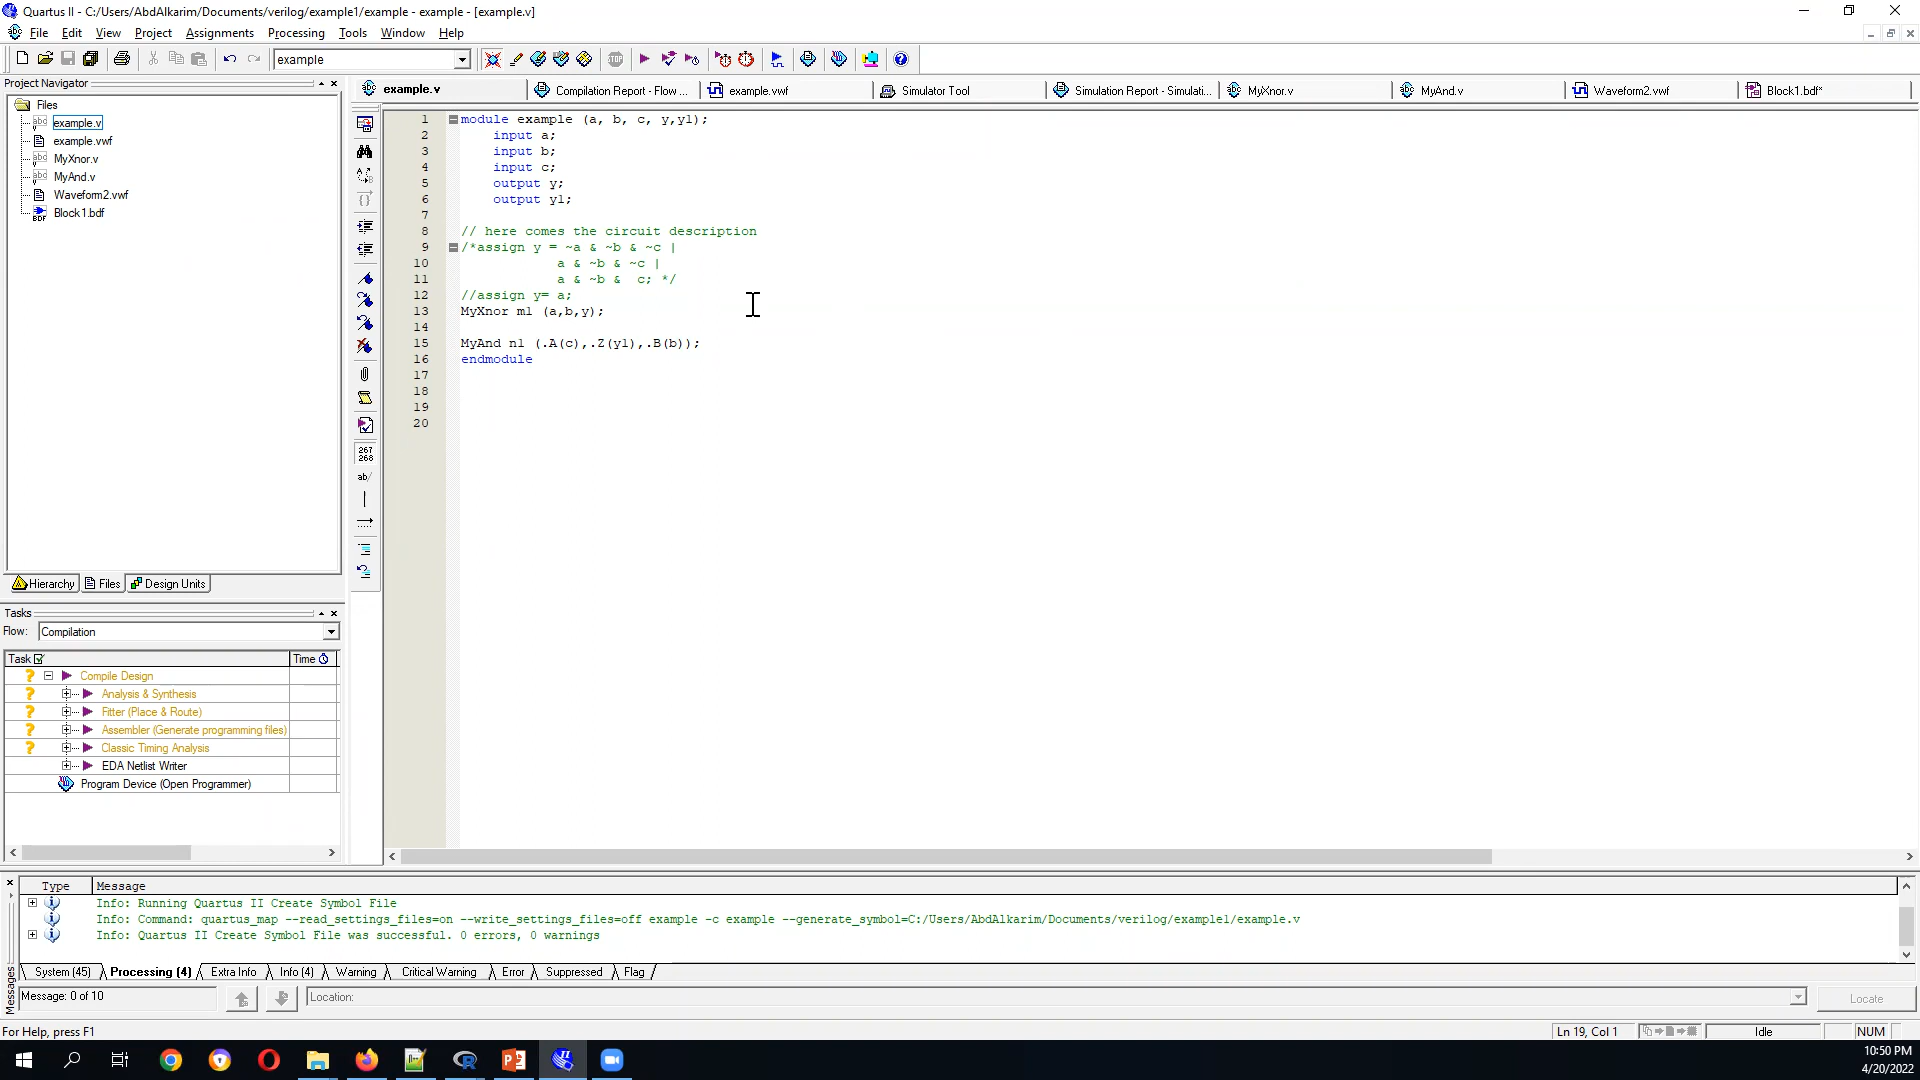 Quartus II - C:/Users/AbdAlkarim/Documents/verilog/example1/example - example - [example.v]
File Edit View Project Assignments Processing Tools Window Help
example
Project Navigator
Files
example.v
example.vwf
MyXnor.v
MyAnd.v
Waveform2.vwf
Block1.bdf
Hierarchy Files Design Units
Tasks
Flow: Compilation
Task Time
Compile Design
Analysis & Synthesis
Fitter (Place & Route)
Assembler (Generate programming files)
Classic Timing Analysis
EDA Netlist Writer
Program Device (Open Programmer)
example.v Compilation Report - Flow ... example.vwf Simulator Tool Simulation Report - Simulati... MyXnor.v MyAnd.v Waveform2.vwf Block1.bdf*
1 module example (a, b, c, y,y1);
2 input a;
3 input b;
4 input c;
5 output y;
6 output y1;
7
8 // here comes the circuit description
9 /*assign y = ~a & ~b & ~c |
10 a & ~b & ~c |
11 a & ~b & c; */
12 //assign y= a;
13 MyXnor m1 (a,b,y);
14
15 MyAnd n1 (.A(c),.Z(y1),.B(b));
16 endmodule
17
18
19
20
267
268
ab/
Type Message
Info: Running Quartus II Create Symbol File
Info: Command: quartus_map --read_settings_files=on --write_settings_files=off example -c example --generate_symbol=C:/Users/AbdAlkarim/Documents/verilog/example1/example.v
Info: Quartus II Create Symbol File was successful. 0 errors, 0 warnings
System (45) Processing (4) Extra Info Info (4) Warning Critical Warning Error Suppressed Flag
Messages
Message: 0 of 10 Location: Locate
For Help, press F1 Ln 19, Col 1 Idle NUM
10:50 PM
4/20/2022